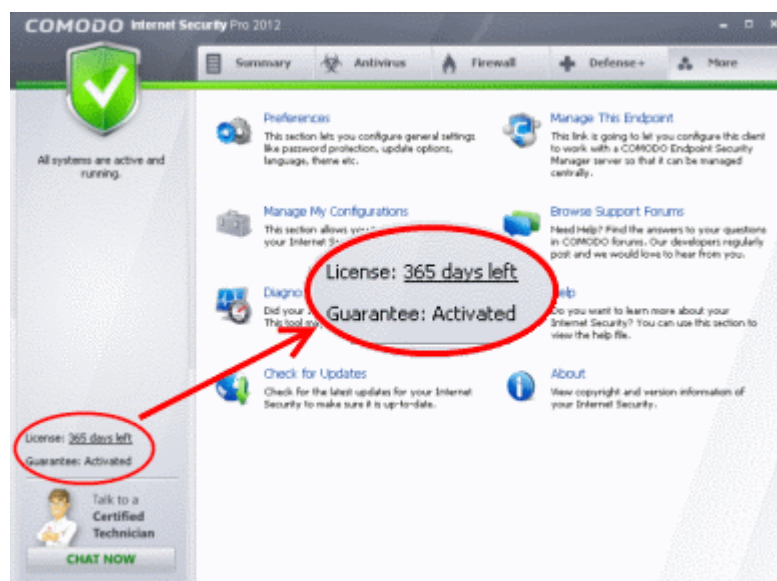 COMODO Internet Security Pro 2012
Summary
Antivirus
Firewall
Defense+
More
All systems are active and
running.
Preferences
This section lets you configure general settings
like password protection, update options,
language, theme etc.
Manage This Endpoint
This link is going to let you configure this client
to work with a COMODO Endpoint Security
Manager server so that it can be managed
centrally.
Manage My Configurations
This section allows
your
Browse Support Forums
Need Help? Find the answers to your questions
in COMODO forums. Our developers regularly
post and we would love to hear from you.
License: 365 days left
Guarantee: Activated
Did your
This tool
Do you want to learn more about your
Internet Security? You can use this section to
view the help file.
Check for Updates
Check for the latest updates for your Internet
Security to make sure it is up-to-date.
About
View copyright and version information of
your Internet Security.
License: 365 days left
Guarantee: Activated
Talk to a
Certified
Technician
CHAT NOW